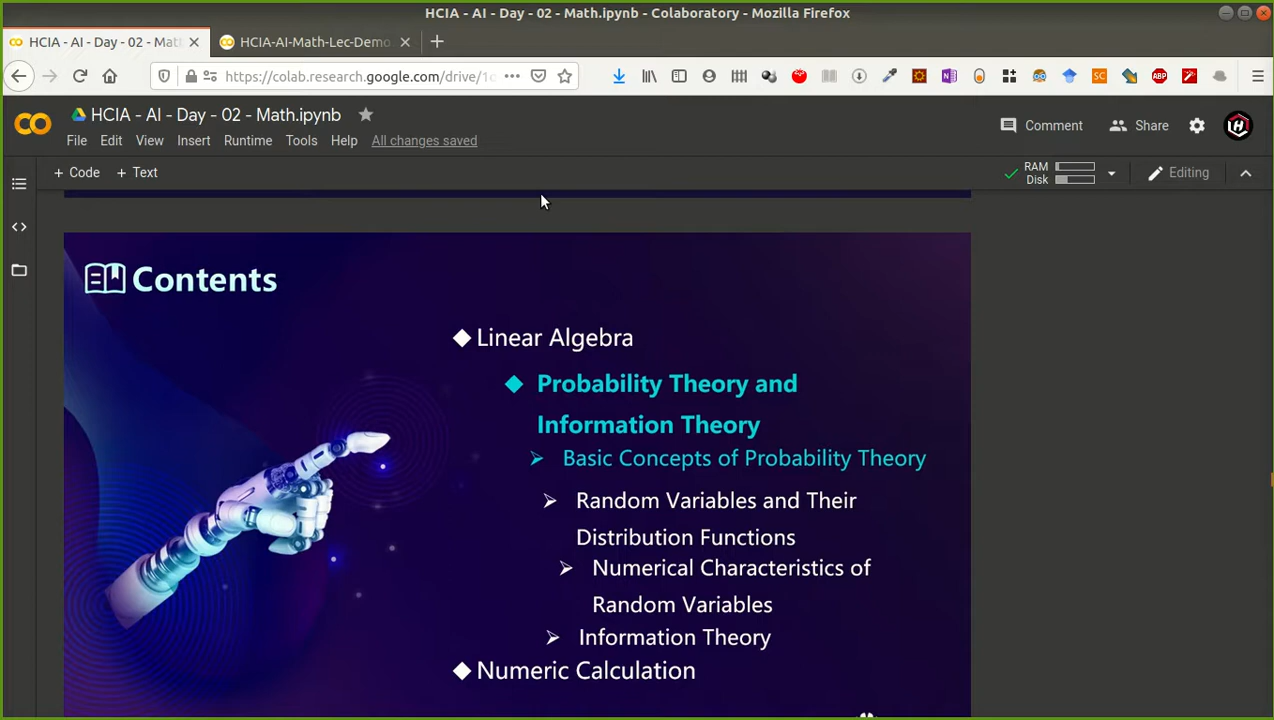 HCIA - AI - Day - 02 - Math.ipynb - Colaboratory - Mozilla Firefox
HCIA - AI - Day - 02 - Mat
HCIA-AI-Math-Lec-Demo
https://colab.research.google.com/drive/1
HCIA - AI - Day - 02 - Math.ipynb
Comment
Share
File Edit View Insert Runtime Tools Help All changes saved
+ Code + Text
RAM
Disk
Editing
Contents
Linear Algebra
Probability Theory and
Information Theory
Basic Concepts of Probability Theory
Random Variables and Their
Distribution Functions
Numerical Characteristics of
Random Variables
Information Theory
Numeric Calculation